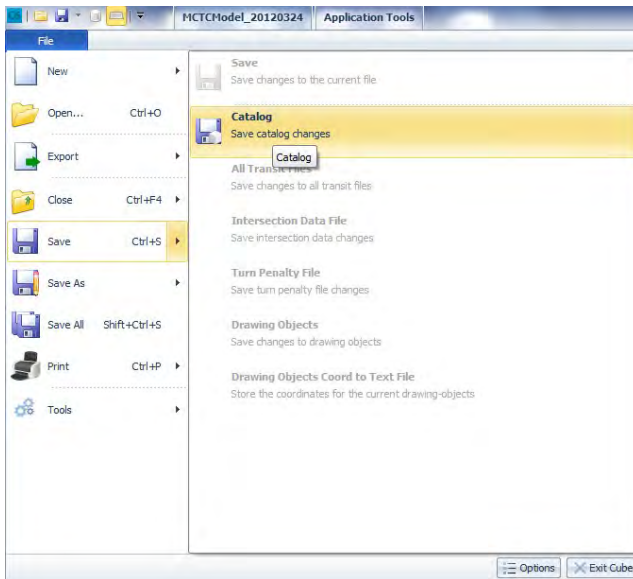 MCTCModel_20120324 Application Tools
File
New
Open... Ctrl+O
Export
Close Ctrl+F4
Save Ctrl+S
Save As
Save All Shift+Ctrl+S
Print Ctrl+P
Tools
Save
Save changes to the current file
Catalog
Save catalog changes
Catalog
All Transit Files
Save changes to all transit files
Intersection Data File
Save intersection data changes
Turn Penalty File
Save turn penalty file changes
Drawing Objects
Save changes to drawing objects
Drawing Objects Coord to Text File
Store the coordinates for the current drawing-objects
Options Exit Cube